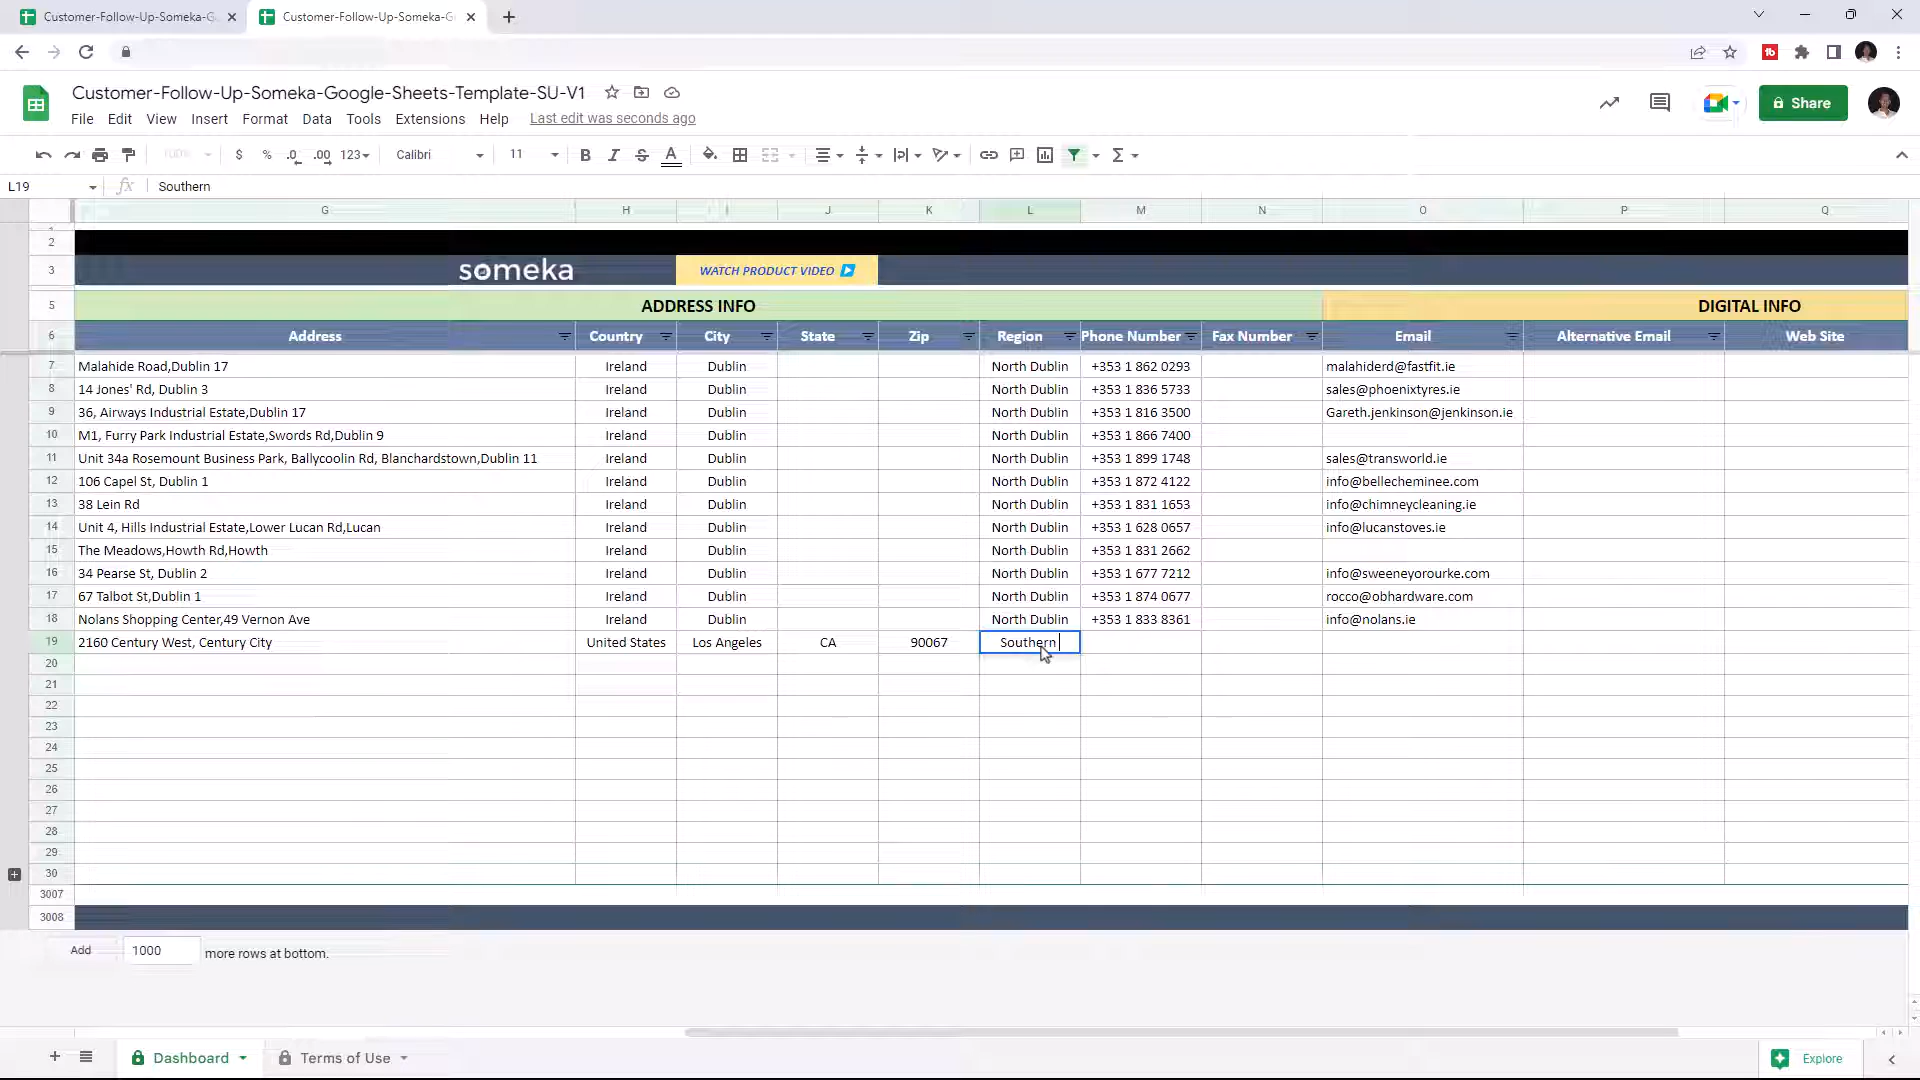 Customer-Follow-Up-Someka-G
Customer-Follow-Up-Someka-G
Customer-Follow-Up-Someka-Google-Sheets-Template-SU-V1
Share
File Edit View Insert Format Data Tools Extensions Help Last edit was seconds ago
100% $ % .0 .00 123 Calibri 11 B I S A Σ
L19 fx Southern
G H I J K L M N O P Q
2
3 someka WATCH PRODUCT VIDEO
5 ADDRESS INFO DIGITAL INFO
6 Address Country City State Zip Region Phone Number Fax Number Email Alternative Email Web Site
7 Malahide Road,Dublin 17 Ireland Dublin North Dublin +353 1 862 0293 malahiderd@fastfit.ie
8 14 Jones' Rd, Dublin 3 Ireland Dublin North Dublin +353 1 836 5733 sales@phoenixtyres.ie
9 36, Airways Industrial Estate,Dublin 17 Ireland Dublin North Dublin +353 1 816 3500 Gareth.jenkinson@jenkinson.ie
10 M1, Furry Park Industrial Estate,Swords Rd,Dublin 9 Ireland Dublin North Dublin +353 1 866 7400
11 Unit 34a Rosemount Business Park, Ballycoolin Rd, Blanchardstown,Dublin 11 Ireland Dublin North Dublin +353 1 899 1748 sales@transworld.ie
12 106 Capel St, Dublin 1 Ireland Dublin North Dublin +353 1 872 4122 info@bellecheminee.com
13 38 Lein Rd Ireland Dublin North Dublin +353 1 831 1653 info@chimneycleaning.ie
14 Unit 4, Hills Industrial Estate,Lower Lucan Rd,Lucan Ireland Dublin North Dublin +353 1 628 0657 info@lucanstoves.ie
15 The Meadows,Howth Rd,Howth Ireland Dublin North Dublin +353 1 831 2662
16 34 Pearse St, Dublin 2 Ireland Dublin North Dublin +353 1 677 7212 info@sweeneyorourke.com
17 67 Talbot St,Dublin 1 Ireland Dublin North Dublin +353 1 874 0677 rocco@obhardware.com
18 Nolans Shopping Center,49 Vernon Ave Ireland Dublin North Dublin +353 1 833 8361 info@nolans.ie
19 2160 Century West, Century City United States Los Angeles CA 90067 Southern
20
21
22
23
24
25
26
27
28
29
30
3007
3008
Add 1000 more rows at bottom.
Dashboard Terms of Use Explore